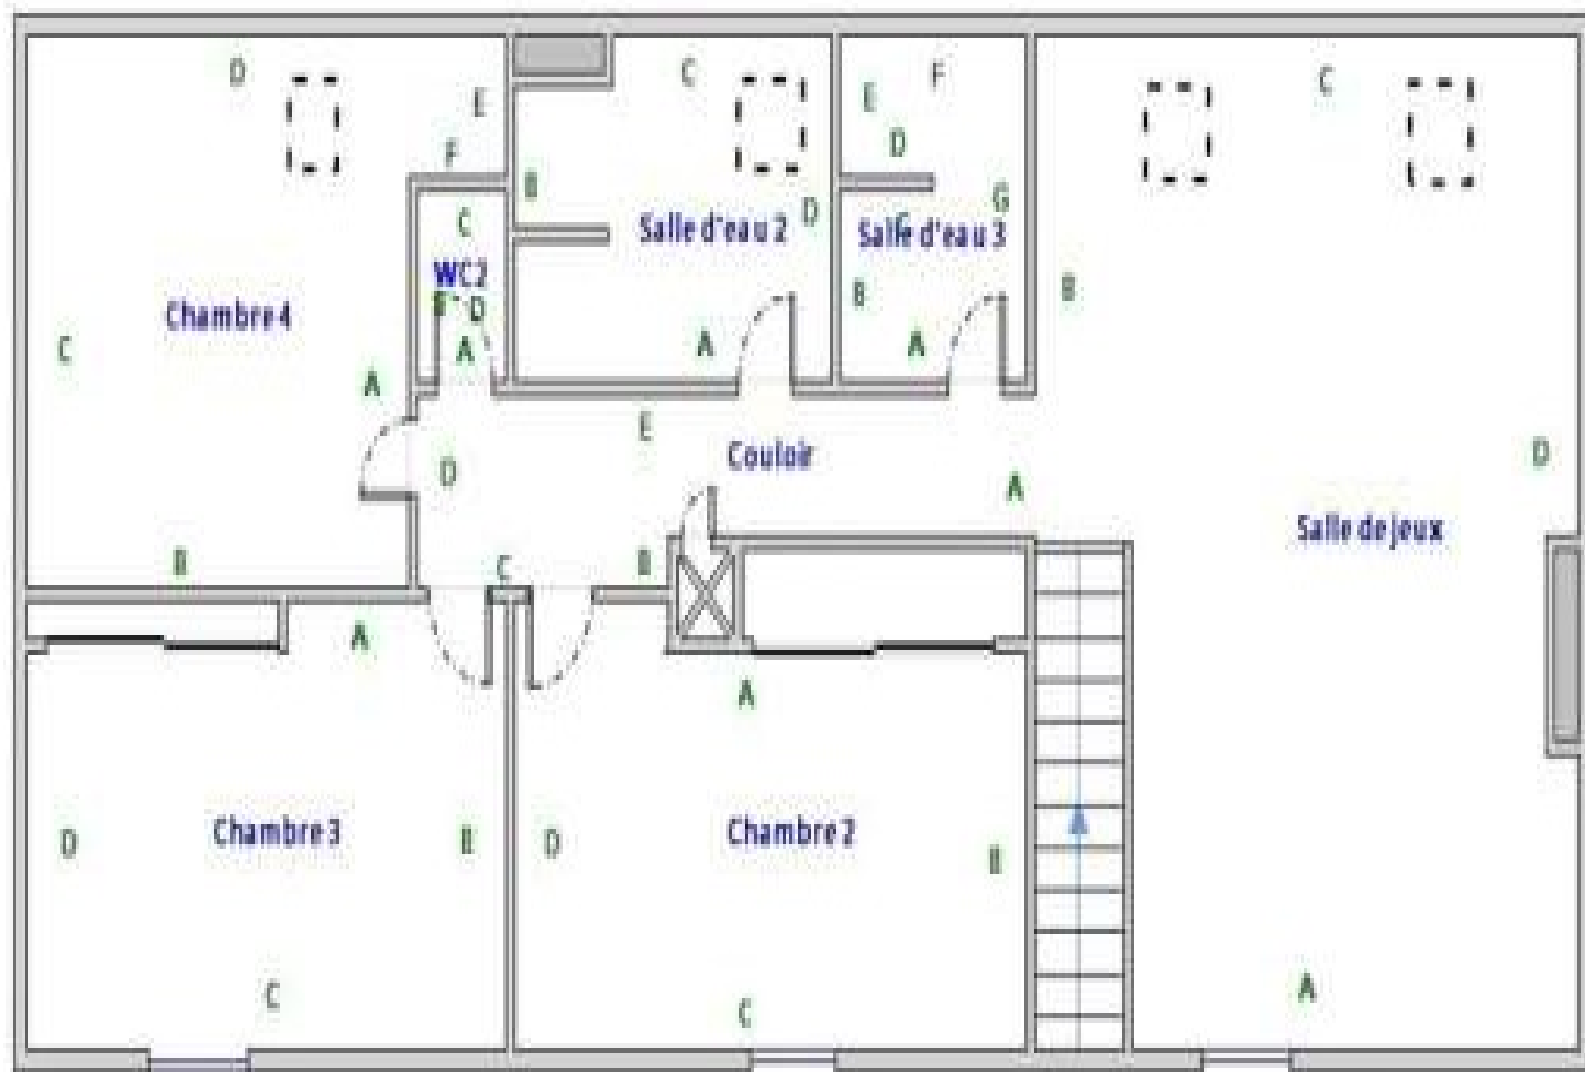 D
C
C
F
E
E
F
D
B
G
C
D
Salle d'eau 2
C
Salle d'eau 3
WC2
B
B
B D
Chambre 4
A
A
A
C
A
E
Couloir
D
D
A
Salle de jeux
B
C
B
A
A
Chambre 3
Chambre 2
D
B
D
B
C
A
C